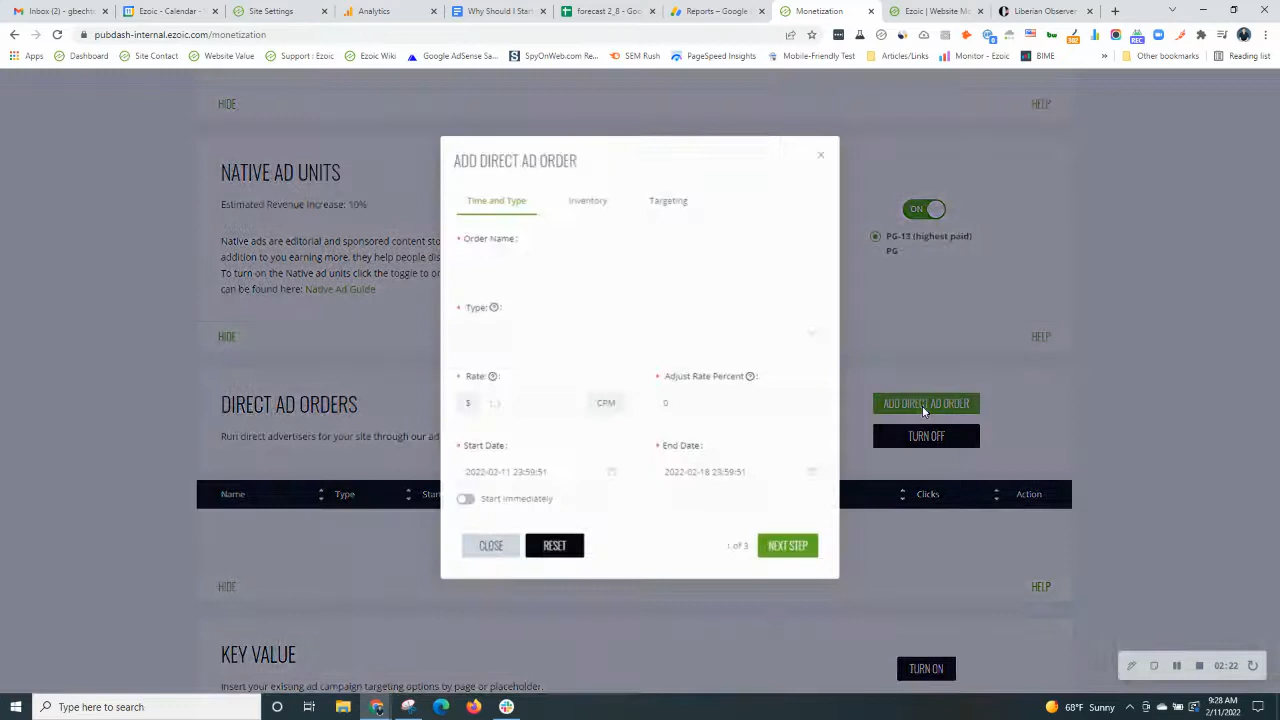 Inbox (2) - gbechtold
Ezoic - Calendar -
Site Settings
Analytics
Why Should I Star
forecast 2_8 - Goo
Reports – Google
Monetization
Ezoic | Website Mo
Liberian Observer
pubdash-internal.ezoic.com/monetization
Apps
Dashboard
Site Contact
Website Value
Support : Ezoic
Ezoic Wiki
Google AdSense Sa...
SpyOnWeb.com Re...
SEM Rush
PageSpeed Insights
Mobile-Friendly Test
Articles/Links
Monitor - Ezoic
BIME
»
Other bookmarks
Reading list
HIDE
HELP
NATIVE AD UNITS
Estimated Revenue Increase: 10%
Native ads are editorial and sponsored content sto
addition to you earning more, they help people dis
To turn on the Native ad units click the toggle to or
can be found here: Native Ad Guide
ON
PG-13 (highest paid)
PG
HIDE
HELP
DIRECT AD ORDERS
Run direct advertisers for your site through our ad
ADD DIRECT AD ORDER
TURN OFF
Name
Type
Start
Clicks
Action
HIDE
HELP
KEY VALUE
Insert your existing ad campaign targeting options by page or placeholder.
TURN ON
ADD DIRECT AD ORDER
×
Time and Type
Inventory
Targeting
* Order Name:
* Type:
* Rate:
* Adjust Rate Percent:
$
CPM
0
* Start Date:
* End Date:
2022-02-11 23:59:51
2022-02-18 23:59:51
Start Immediately
CLOSE
RESET
1 of 3
NEXT STEP
02:22
Type here to search
68°F Sunny
9:28 AM
2/11/2022